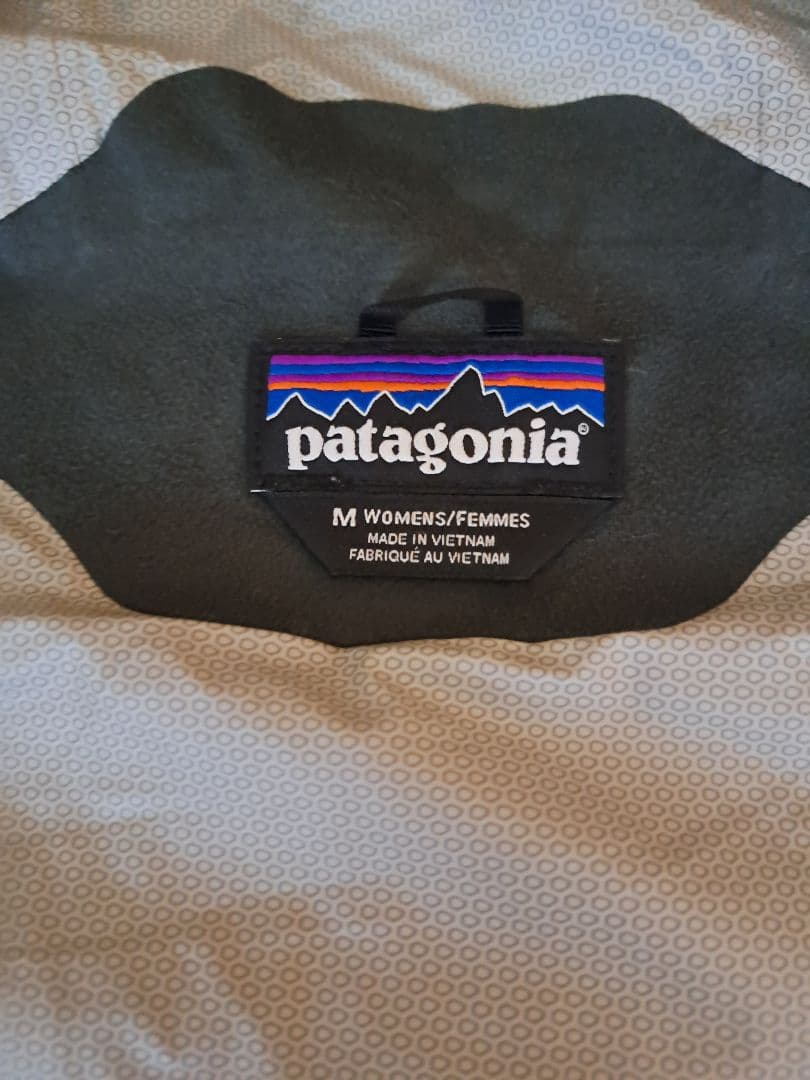 patagonia®
M WOMENS/FEMMES
MADE IN VIETNAM
FABRIQUÉ AU VIETNAM